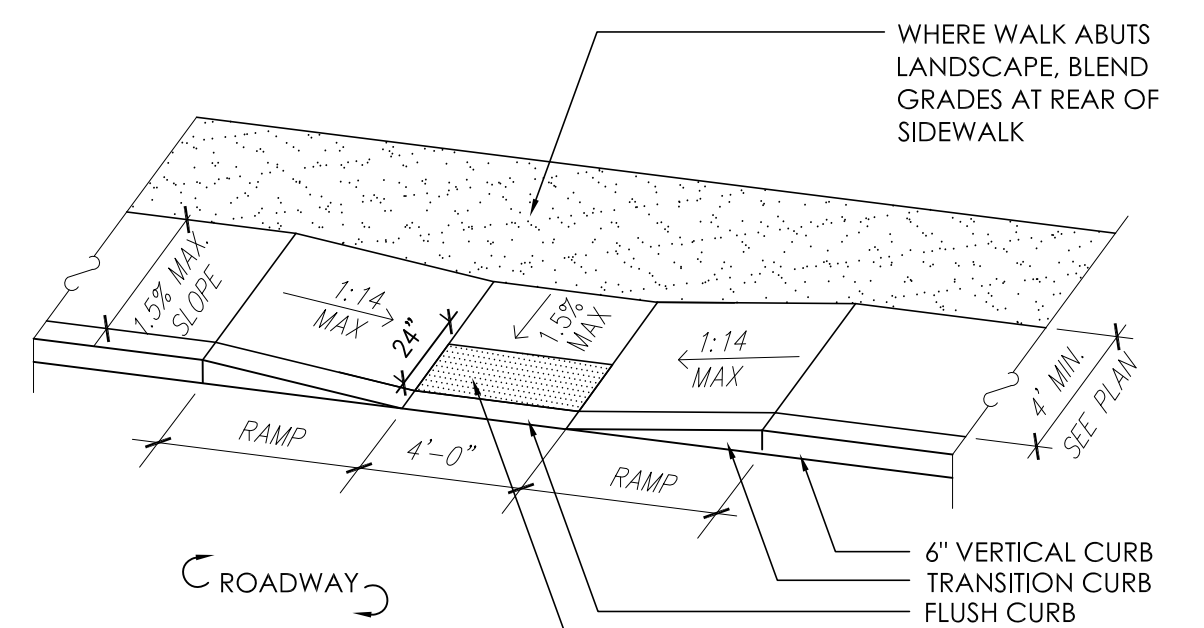 WHERE WALK ABUTS
LANDSCAPE, BLEND
GRADES AT REAR OF
SIDEWALK
1.5% MAX.
SLOPE
1:14
MAX
24"
1.5%
MAX
1:14
MAX
4' MIN.
SEE PLAN
RAMP
4'-0"
RAMP
ROADWAY
6" VERTICAL CURB
TRANSITION CURB
FLUSH CURB